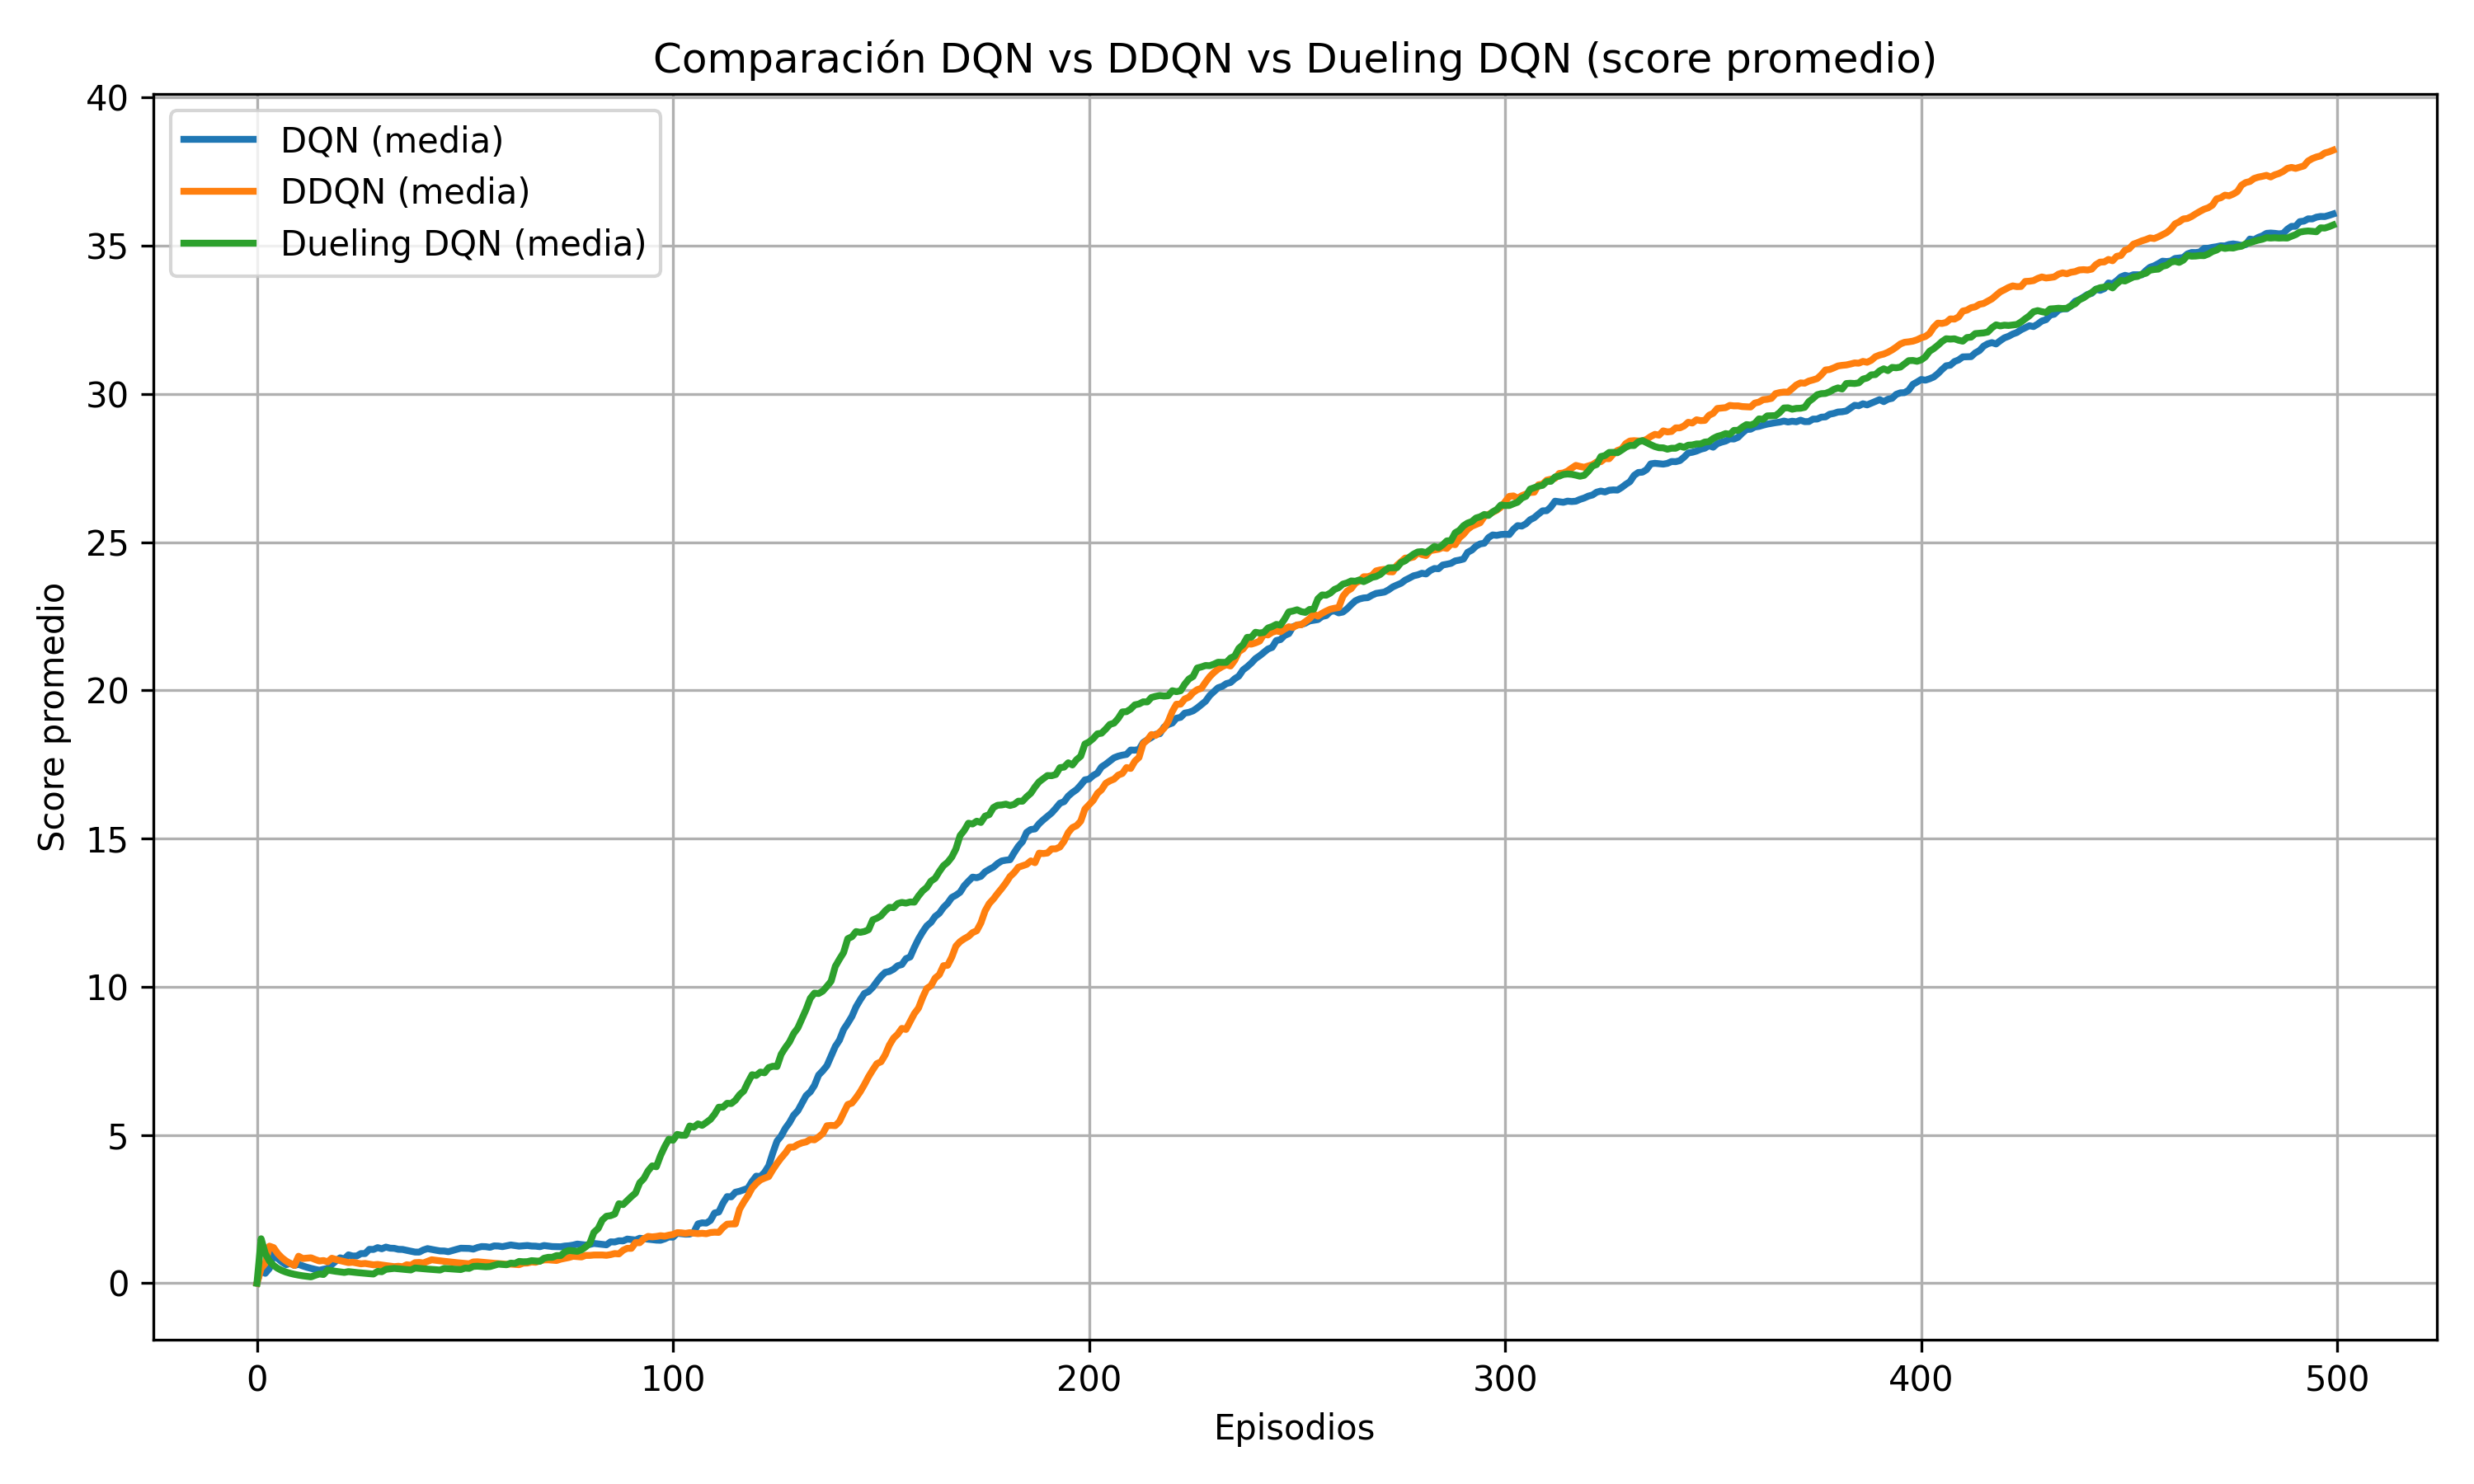 Comparación DQN vs DDQN vs Dueling DQN (score promedio)
DQN (media)
DDQN (media)
Dueling DQN (media)
Score promedio
40
35
30
25
20
15
10
5
0
0 100 200 300 400 500
Episodios